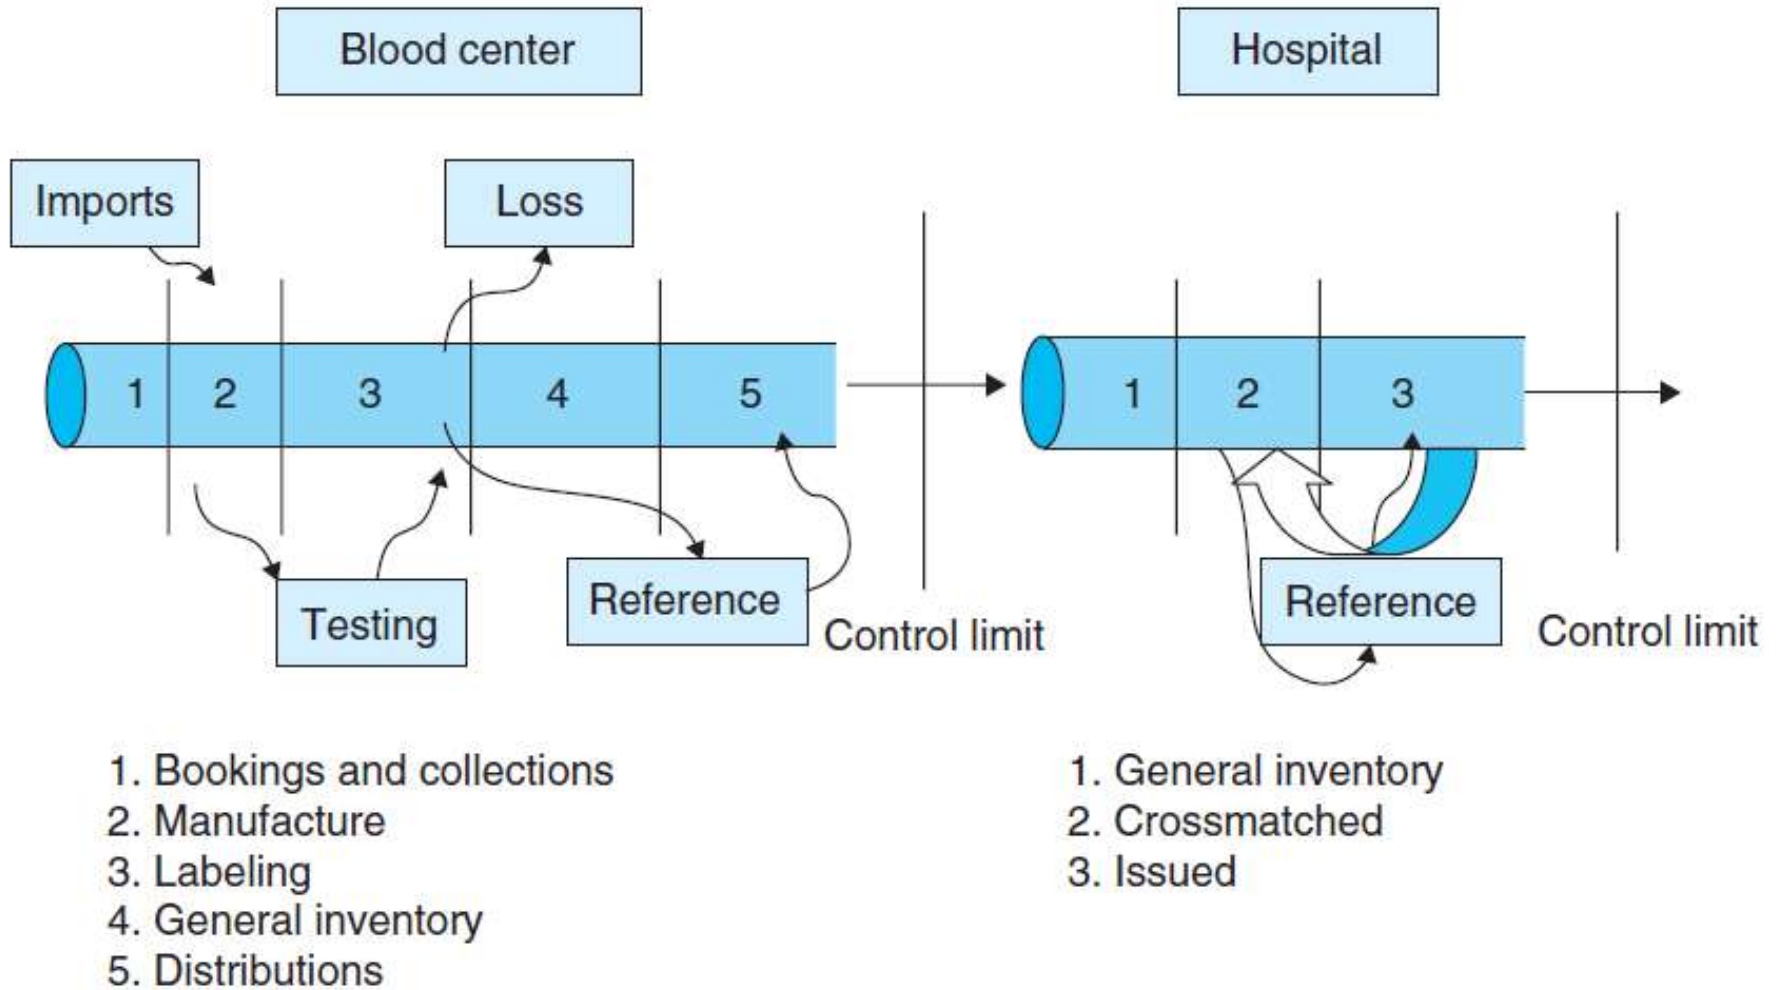 Blood center
Hospital
Imports
Loss
1 2 3 4 5
1 2 3
Testing
Reference
Control limit
Reference
Control limit
1. Bookings and collections
2. Manufacture
3. Labeling
4. General inventory
5. Distributions
1. General inventory
2. Crossmatched
3. Issued